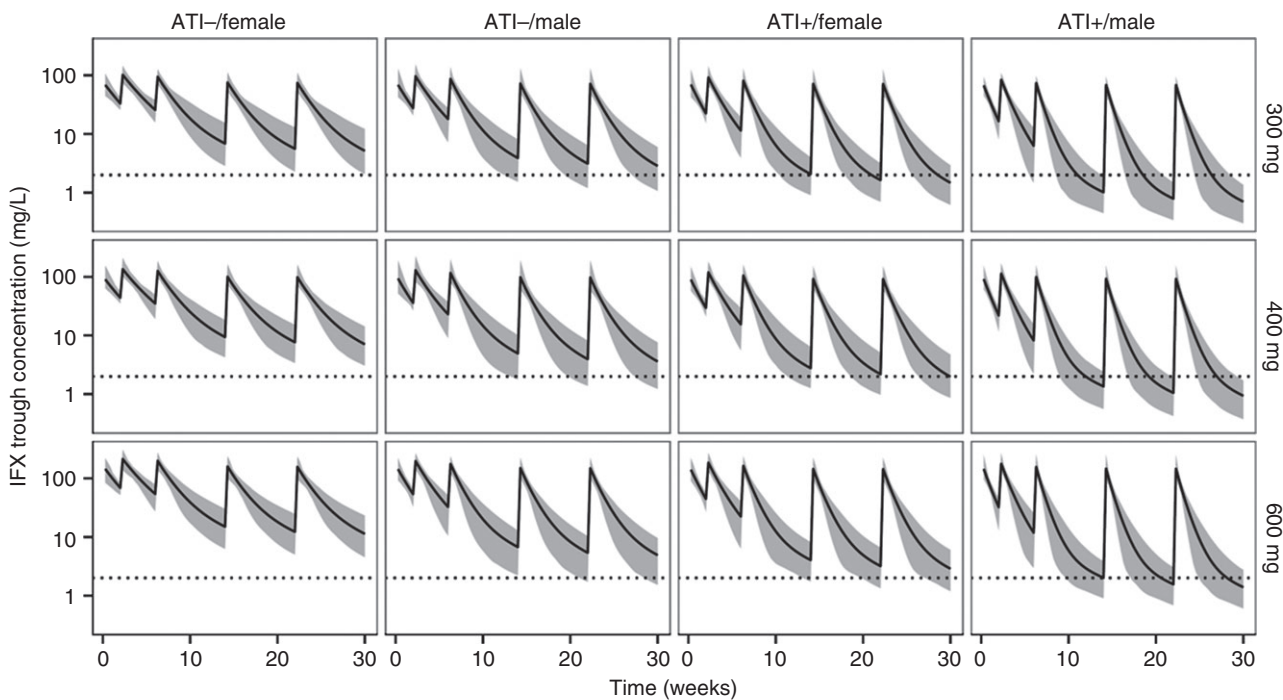 ATI–/female ATI–/male ATI+/female ATI+/male
100
10
1
300 mg
100
10
1
400 mg
100
10
1
600 mg
IFX trough concentration (mg/L)
0 10 20 30 0 10 20 30 0 10 20 30 0 10 20 30
Time (weeks)